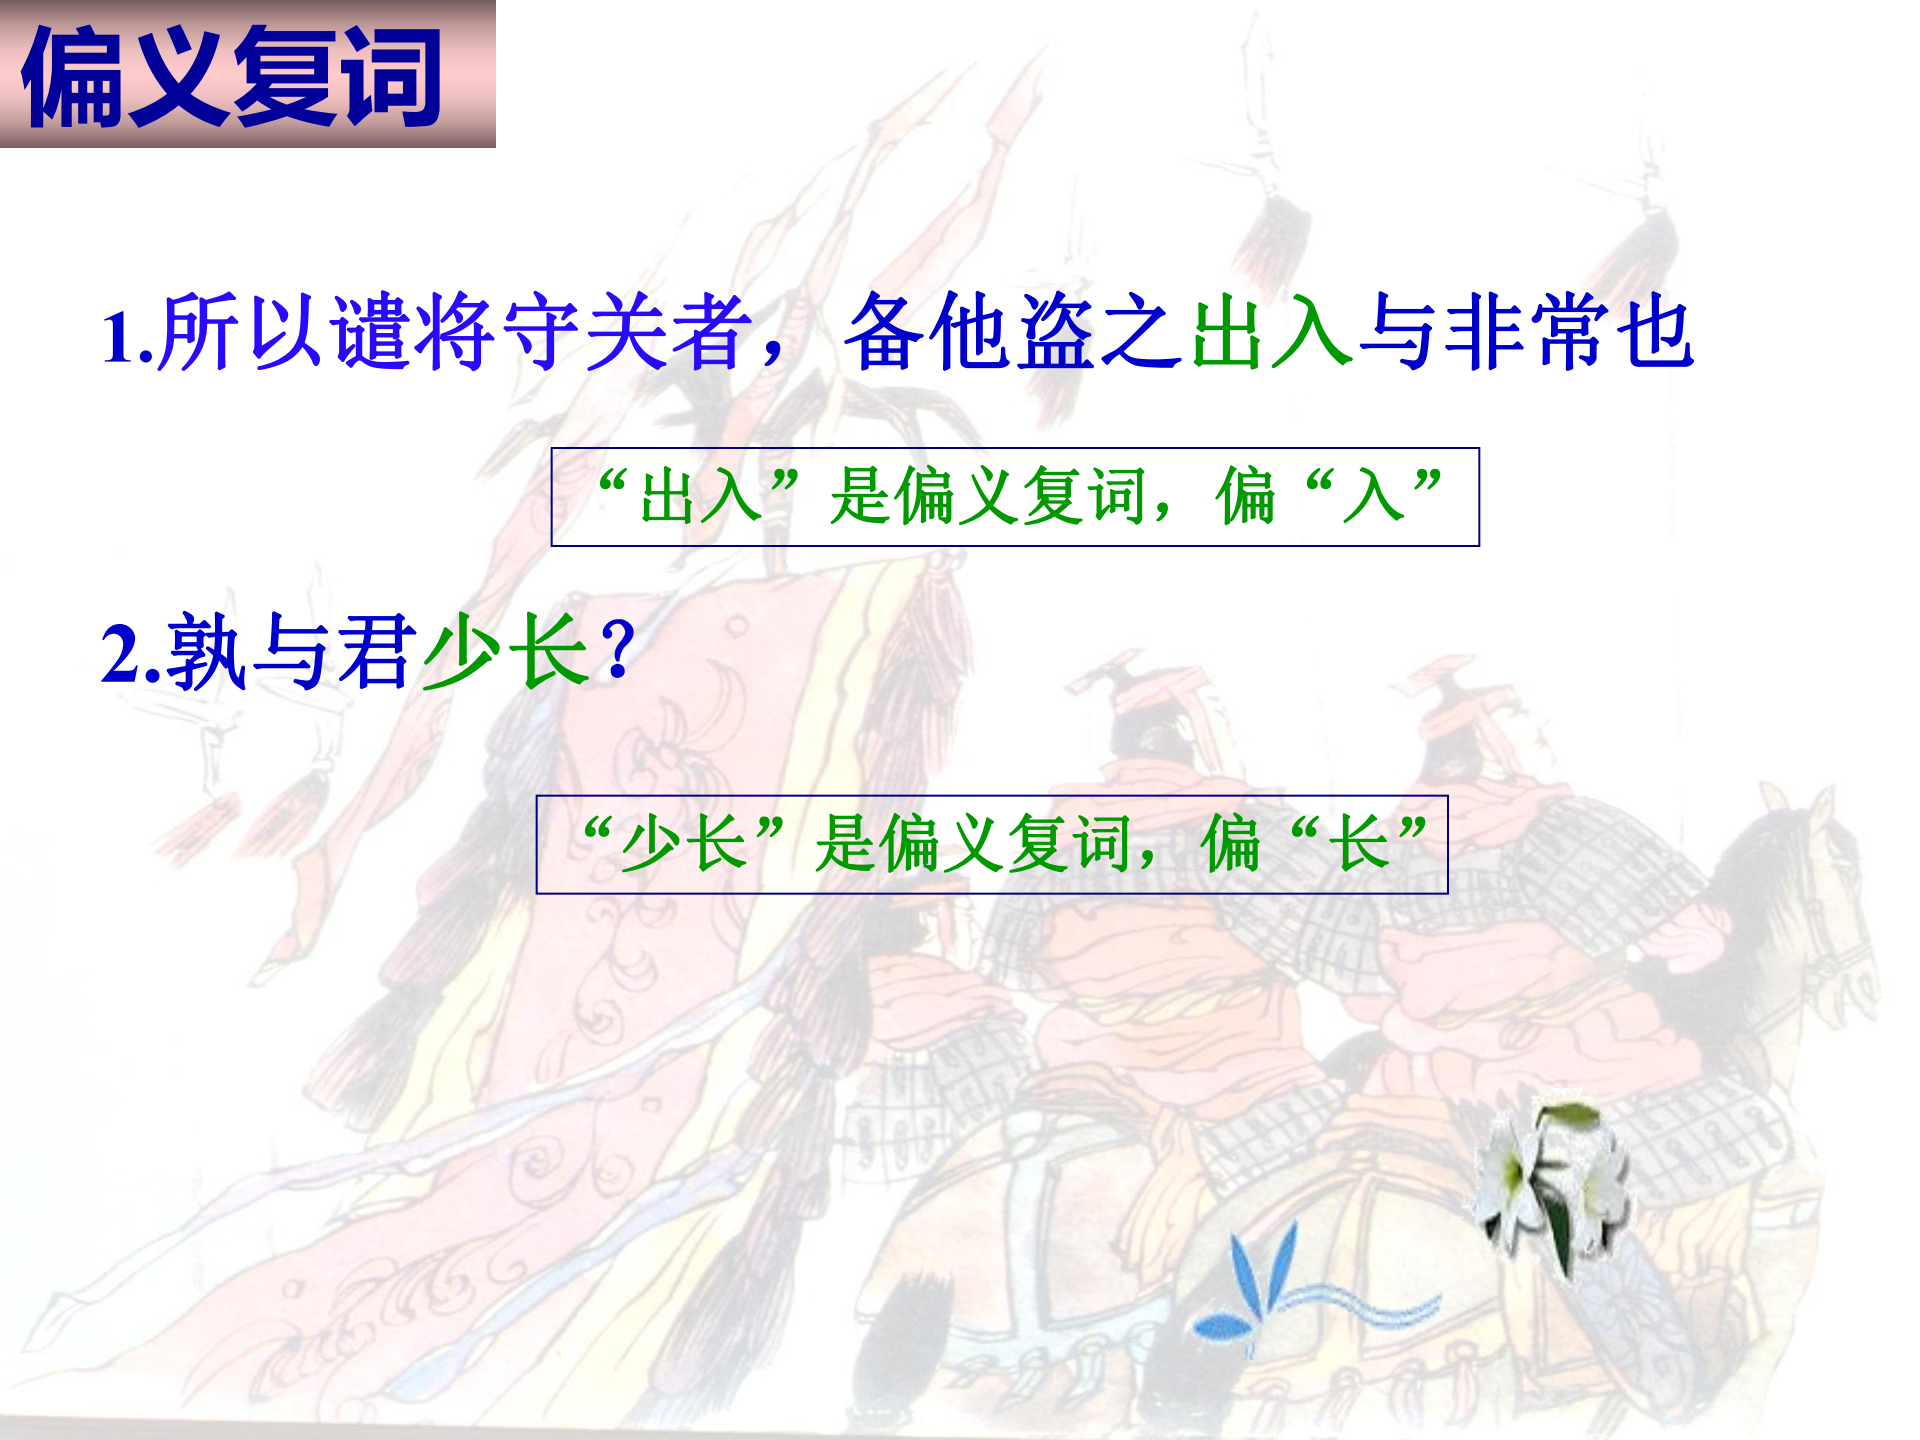 偏义复词
1.所以谴将守关者，备他盗之出入与非常也
“出入”是偏义复词，偏“入”
2.孰与君少长？
“少长”是偏义复词，偏“长”